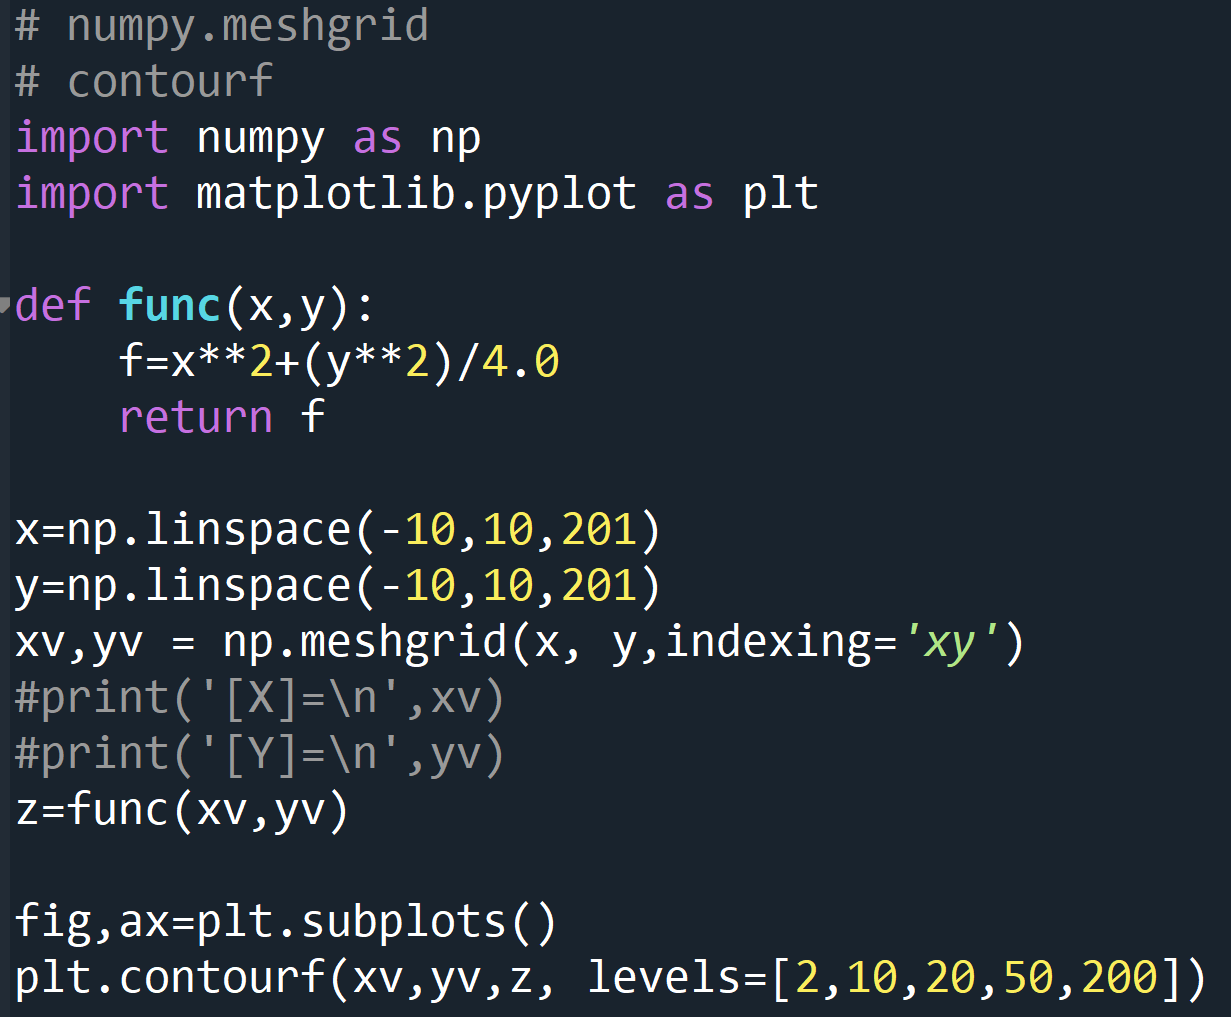 # numpy.meshgrid
# contourf
import numpy as np
import matplotlib.pyplot as plt
def func(x,y):
    f=x**2+(y**2)/4.0
    return f
x=np.linspace(-10,10,201)
y=np.linspace(-10,10,201)
xv,yv = np.meshgrid(x, y,indexing='xy')
#print('[X]=\n',xv)
#print('[Y]=\n',yv)
z=func(xv,yv)
fig,ax=plt.subplots()
plt.contourf(xv,yv,z, levels=[2,10,20,50,200])